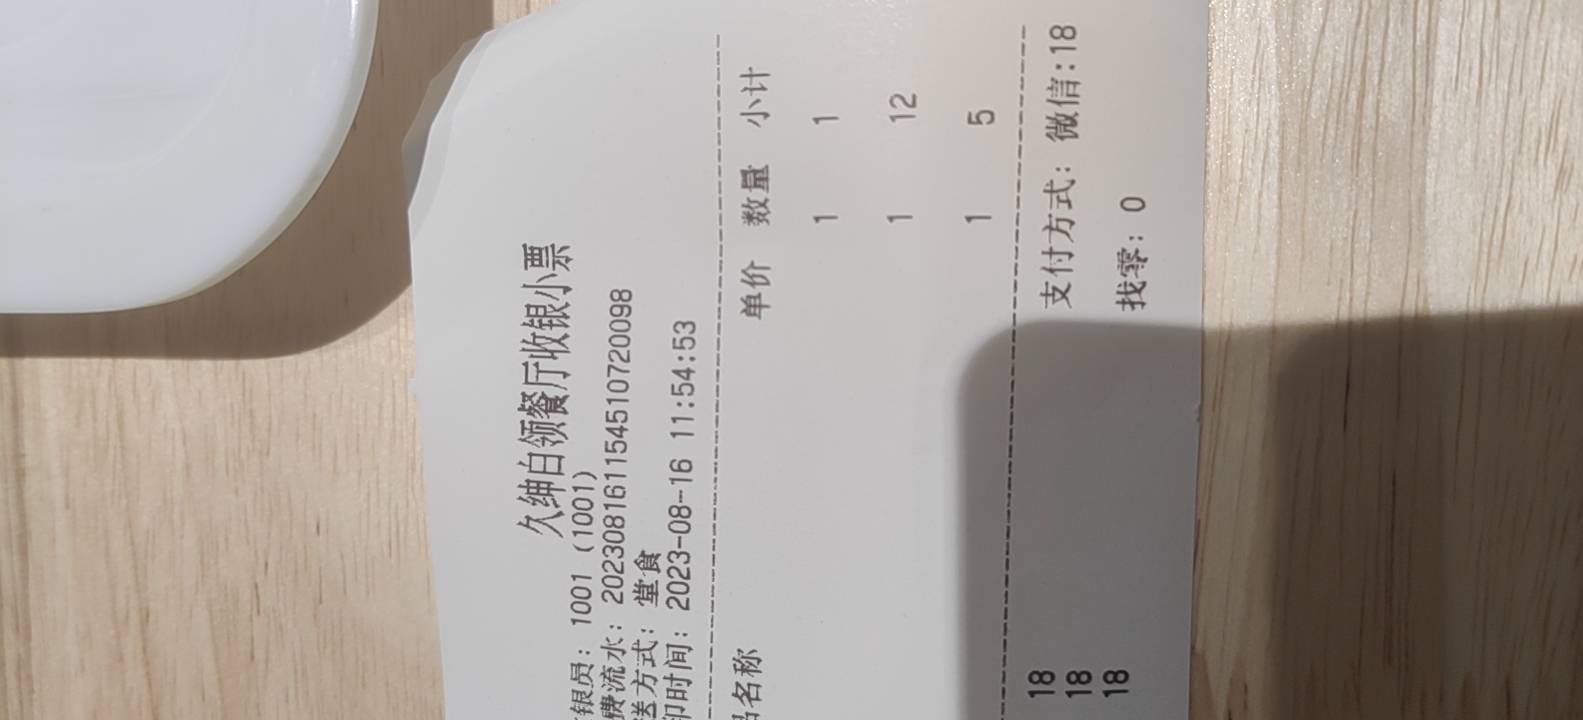 久绅白领餐厅收银小票
银员: 1001 (1001)
费流水: 202308161154510720098
送方式: 堂食
印时间: 2023-08-16 11:54:53
品名称 单价 数量 小计
1 1
1 12
1 5
18 支付方式: 微信:18
18
18 找零: 0